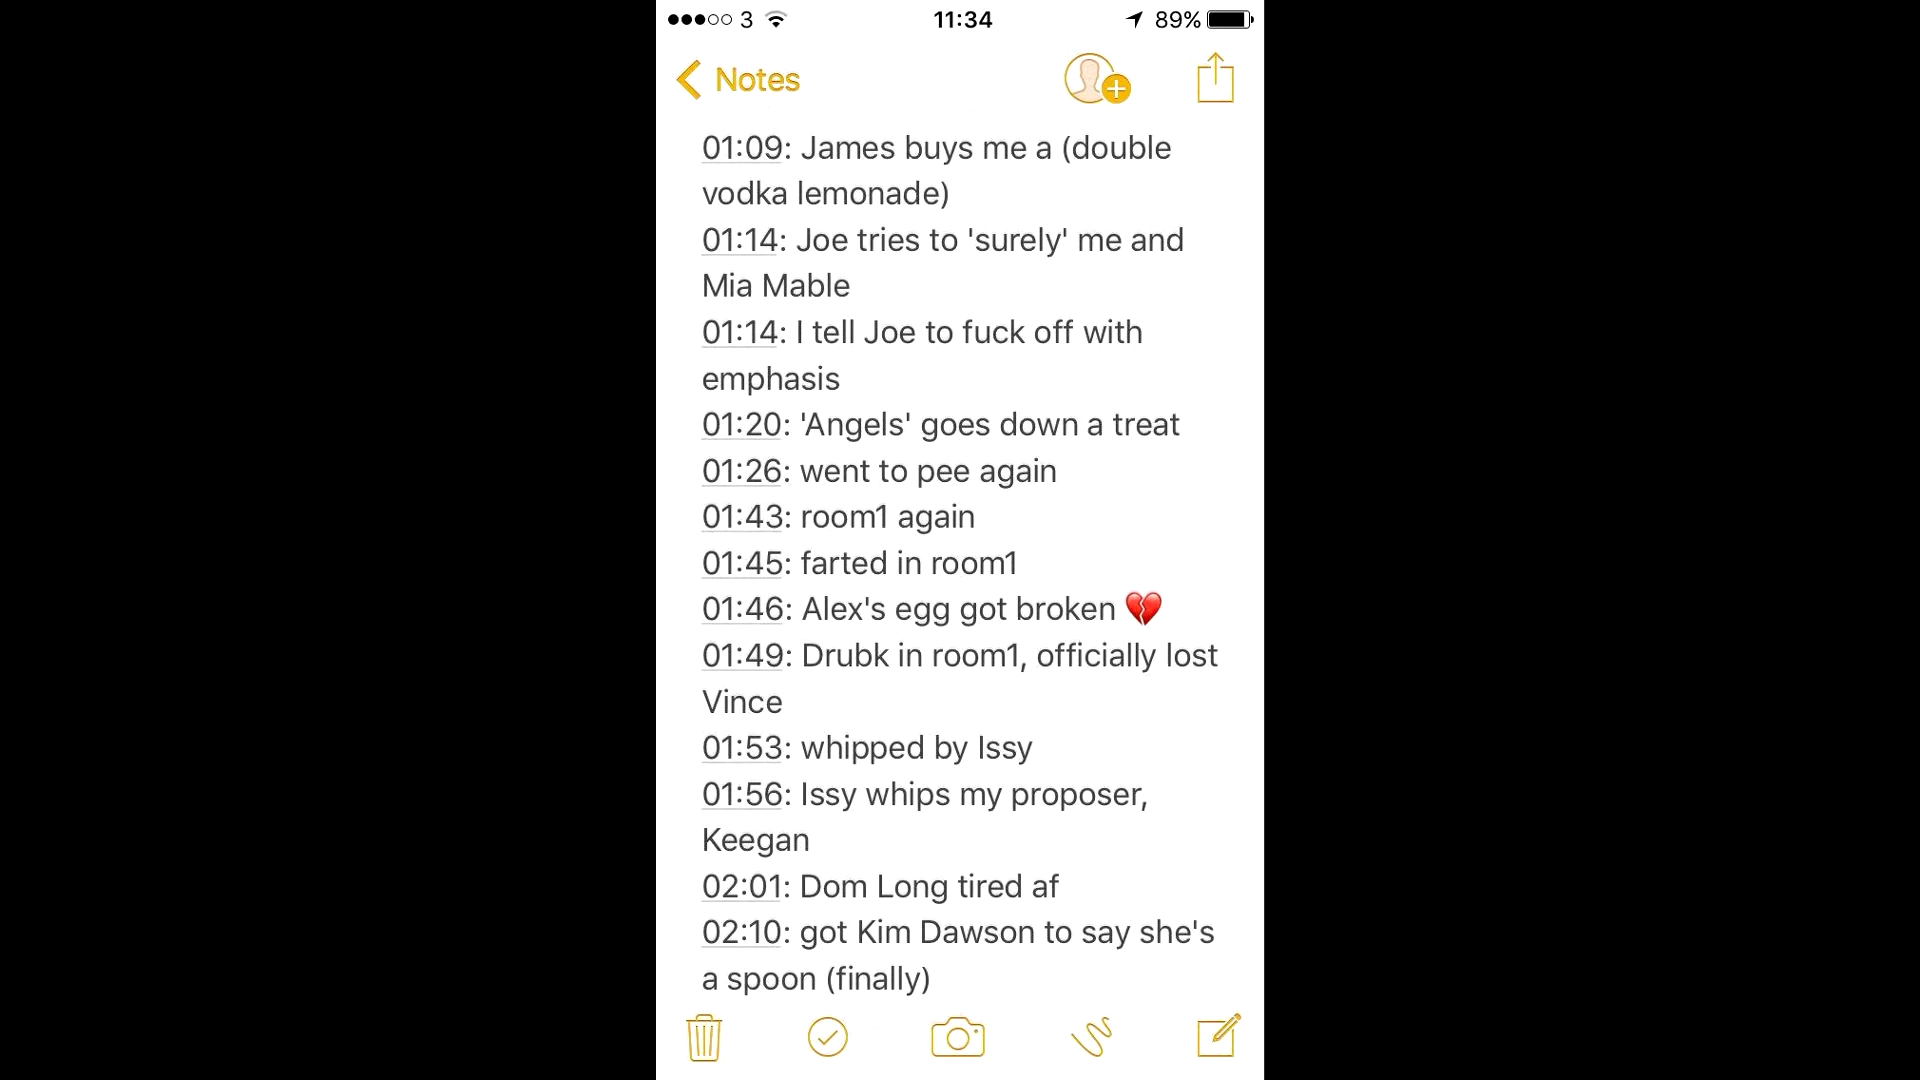 3 11:34 89%
Notes
01:09: James buys me a (double
vodka lemonade)
01:14: Joe tries to 'surely' me and
Mia Mable
01:14: I tell Joe to fuck off with
emphasis
01:20: 'Angels' goes down a treat
01:26: went to pee again
01:43: room1 again
01:45: farted in room1
01:46: Alex's egg got broken 💔
01:49: Drubk in room1, officially lost
Vince
01:53: whipped by Issy
01:56: Issy whips my proposer,
Keegan
02:01: Dom Long tired af
02:10: got Kim Dawson to say she's
a spoon (finally)